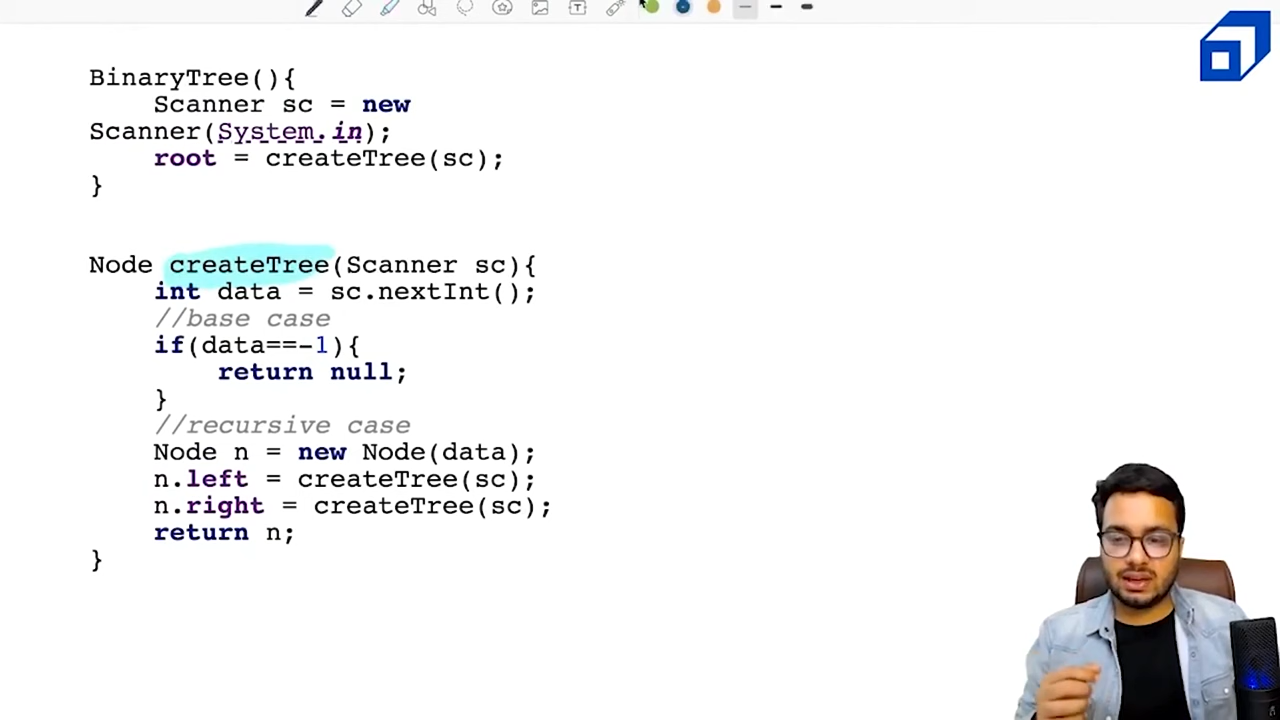 BinaryTree(){
    Scanner sc = new
Scanner(System.in);
    root = createTree(sc);
}
Node createTree(Scanner sc){
    int data = sc.nextInt();
    //base case
    if(data==-1){
        return null;
    }
    //recursive case
    Node n = new Node(data);
    n.left = createTree(sc);
    n.right = createTree(sc);
    return n;
}